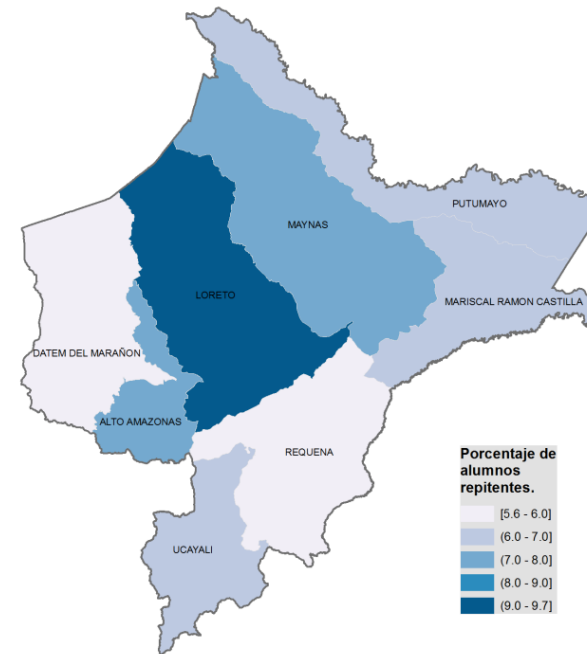 PUTUMAYO
MAYNAS
LORETO
MARISCAL RAMON CASTILLA
DATEM DEL MARAÑON
ALTO AMAZONAS
REQUENA
UCAYALI
Porcentaje de
alumnos
repitentes.
[5.6 - 6.0]
(6.0 - 7.0]
(7.0 - 8.0]
(8.0 - 9.0]
(9.0 - 9.7]